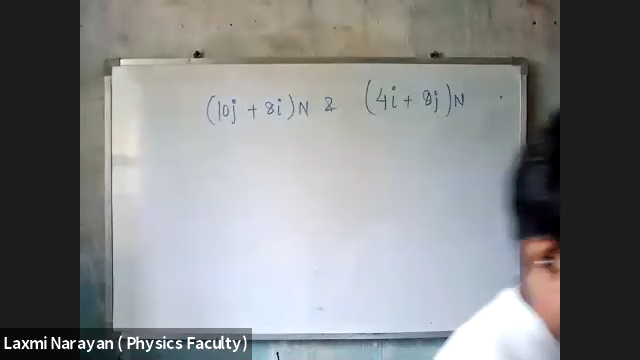 (10j + 8i) N & (4i + 8j) N
Laxmi Narayan ( Physics Faculty)